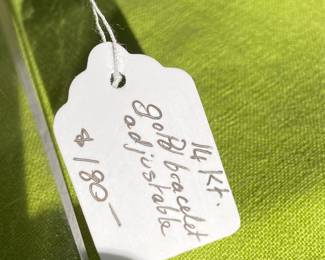 14 Kt.
gold bracelet
adjustable
$180—